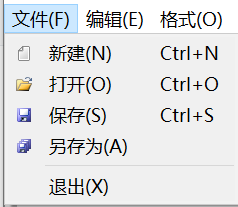 文件(F) 编辑(E) 格式(O)
新建(N) Ctrl+N
打开(O) Ctrl+O
保存(S) Ctrl+S
另存为(A)
退出(X)